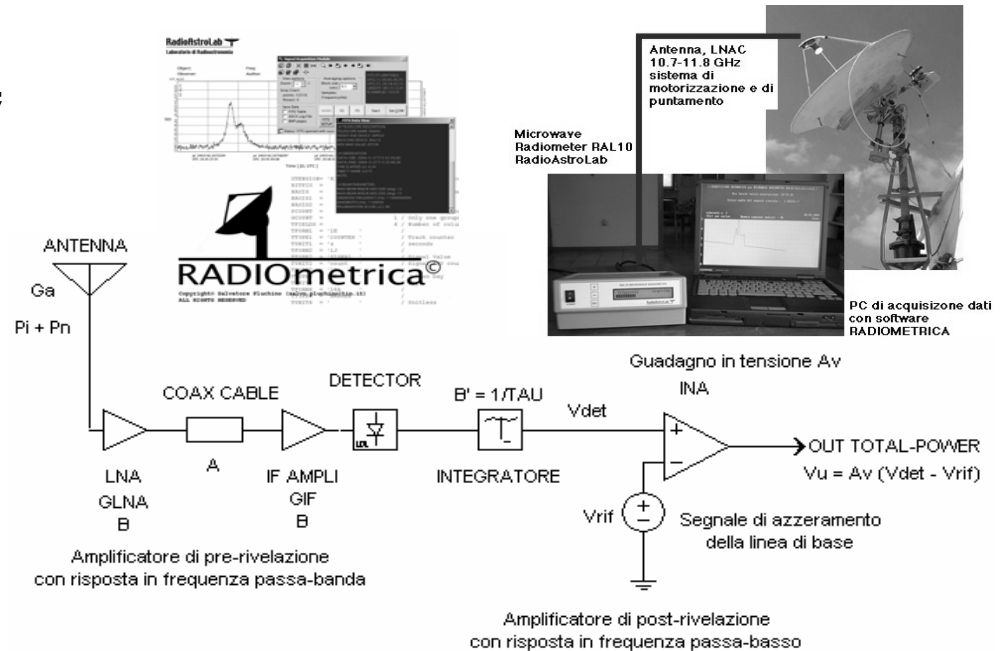 RadioAstroLab
Laboratorio di Radioastronomia
Antenna, LNAC
10.7-11.8 GHz
sistema di
motorizzazione e di
puntamento
Microwave
Radiometer RAL10
RadioAstroLab
RADIOmetrica©
Copyright© Salvatore Pluchino
ALL RIGHTS RESERVED
PC di acquisizone dati
con software
RADIOMETRICA
ANTENNA
Ga
Pi + Pn
COAX CABLE
DETECTOR
B' = 1/TAU
Vdet
Guadagno in tensione Av
INA
LNA
GLNA
B
A
IF AMPLI
GIF
B
INTEGRATORE
OUT TOTAL-POWER
Vu = Av (Vdet - Vrif)
Vrif
Segnale di azzeramento
della linea di base
Amplificatore di pre-rivelazione
con risposta in frequenza passa-banda
Amplificatore di post-rivelazione
con risposta in frequenza passa-basso